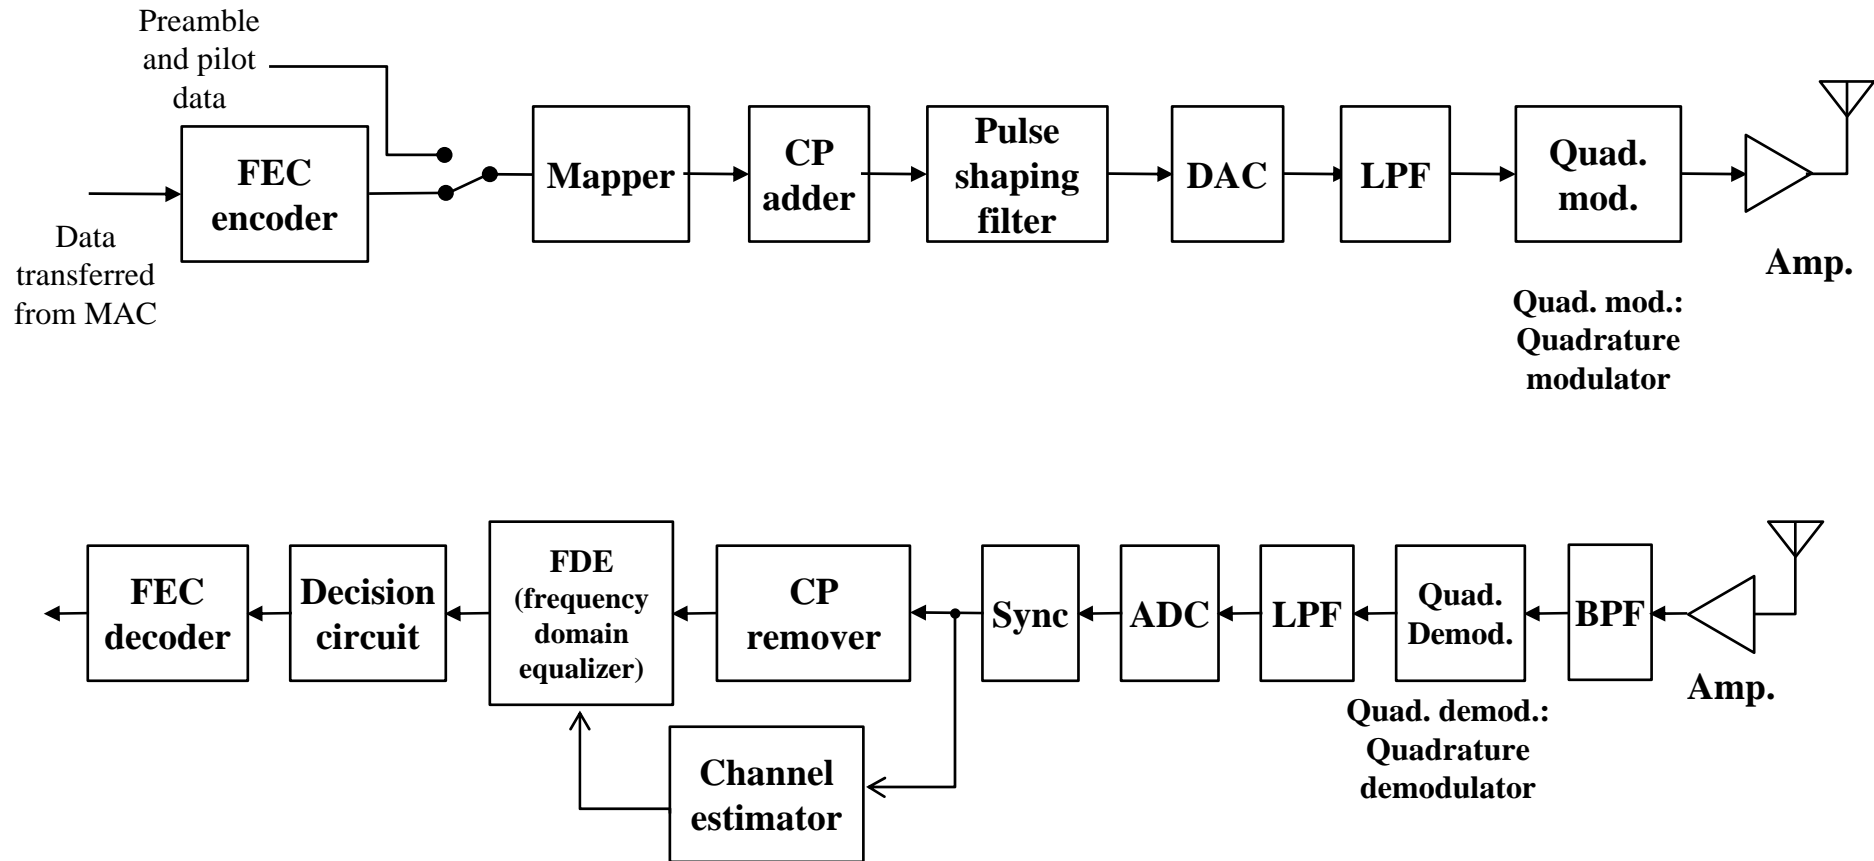 Preamble
and pilot
data
FEC
encoder
Data
transferred
from MAC
Mapper
CP
adder
Pulse
shaping
filter
DAC
LPF
Quad.
mod.
Amp.
Quad. mod.:
Quadrature
modulator
FEC
decoder
Decision
circuit
FDE
(frequency
domain
equalizer)
CP
remover
Sync
ADC
LPF
Quad.
Demod.
BPF
Amp.
Channel
estimator
Quad. demod.:
Quadrature
demodulator